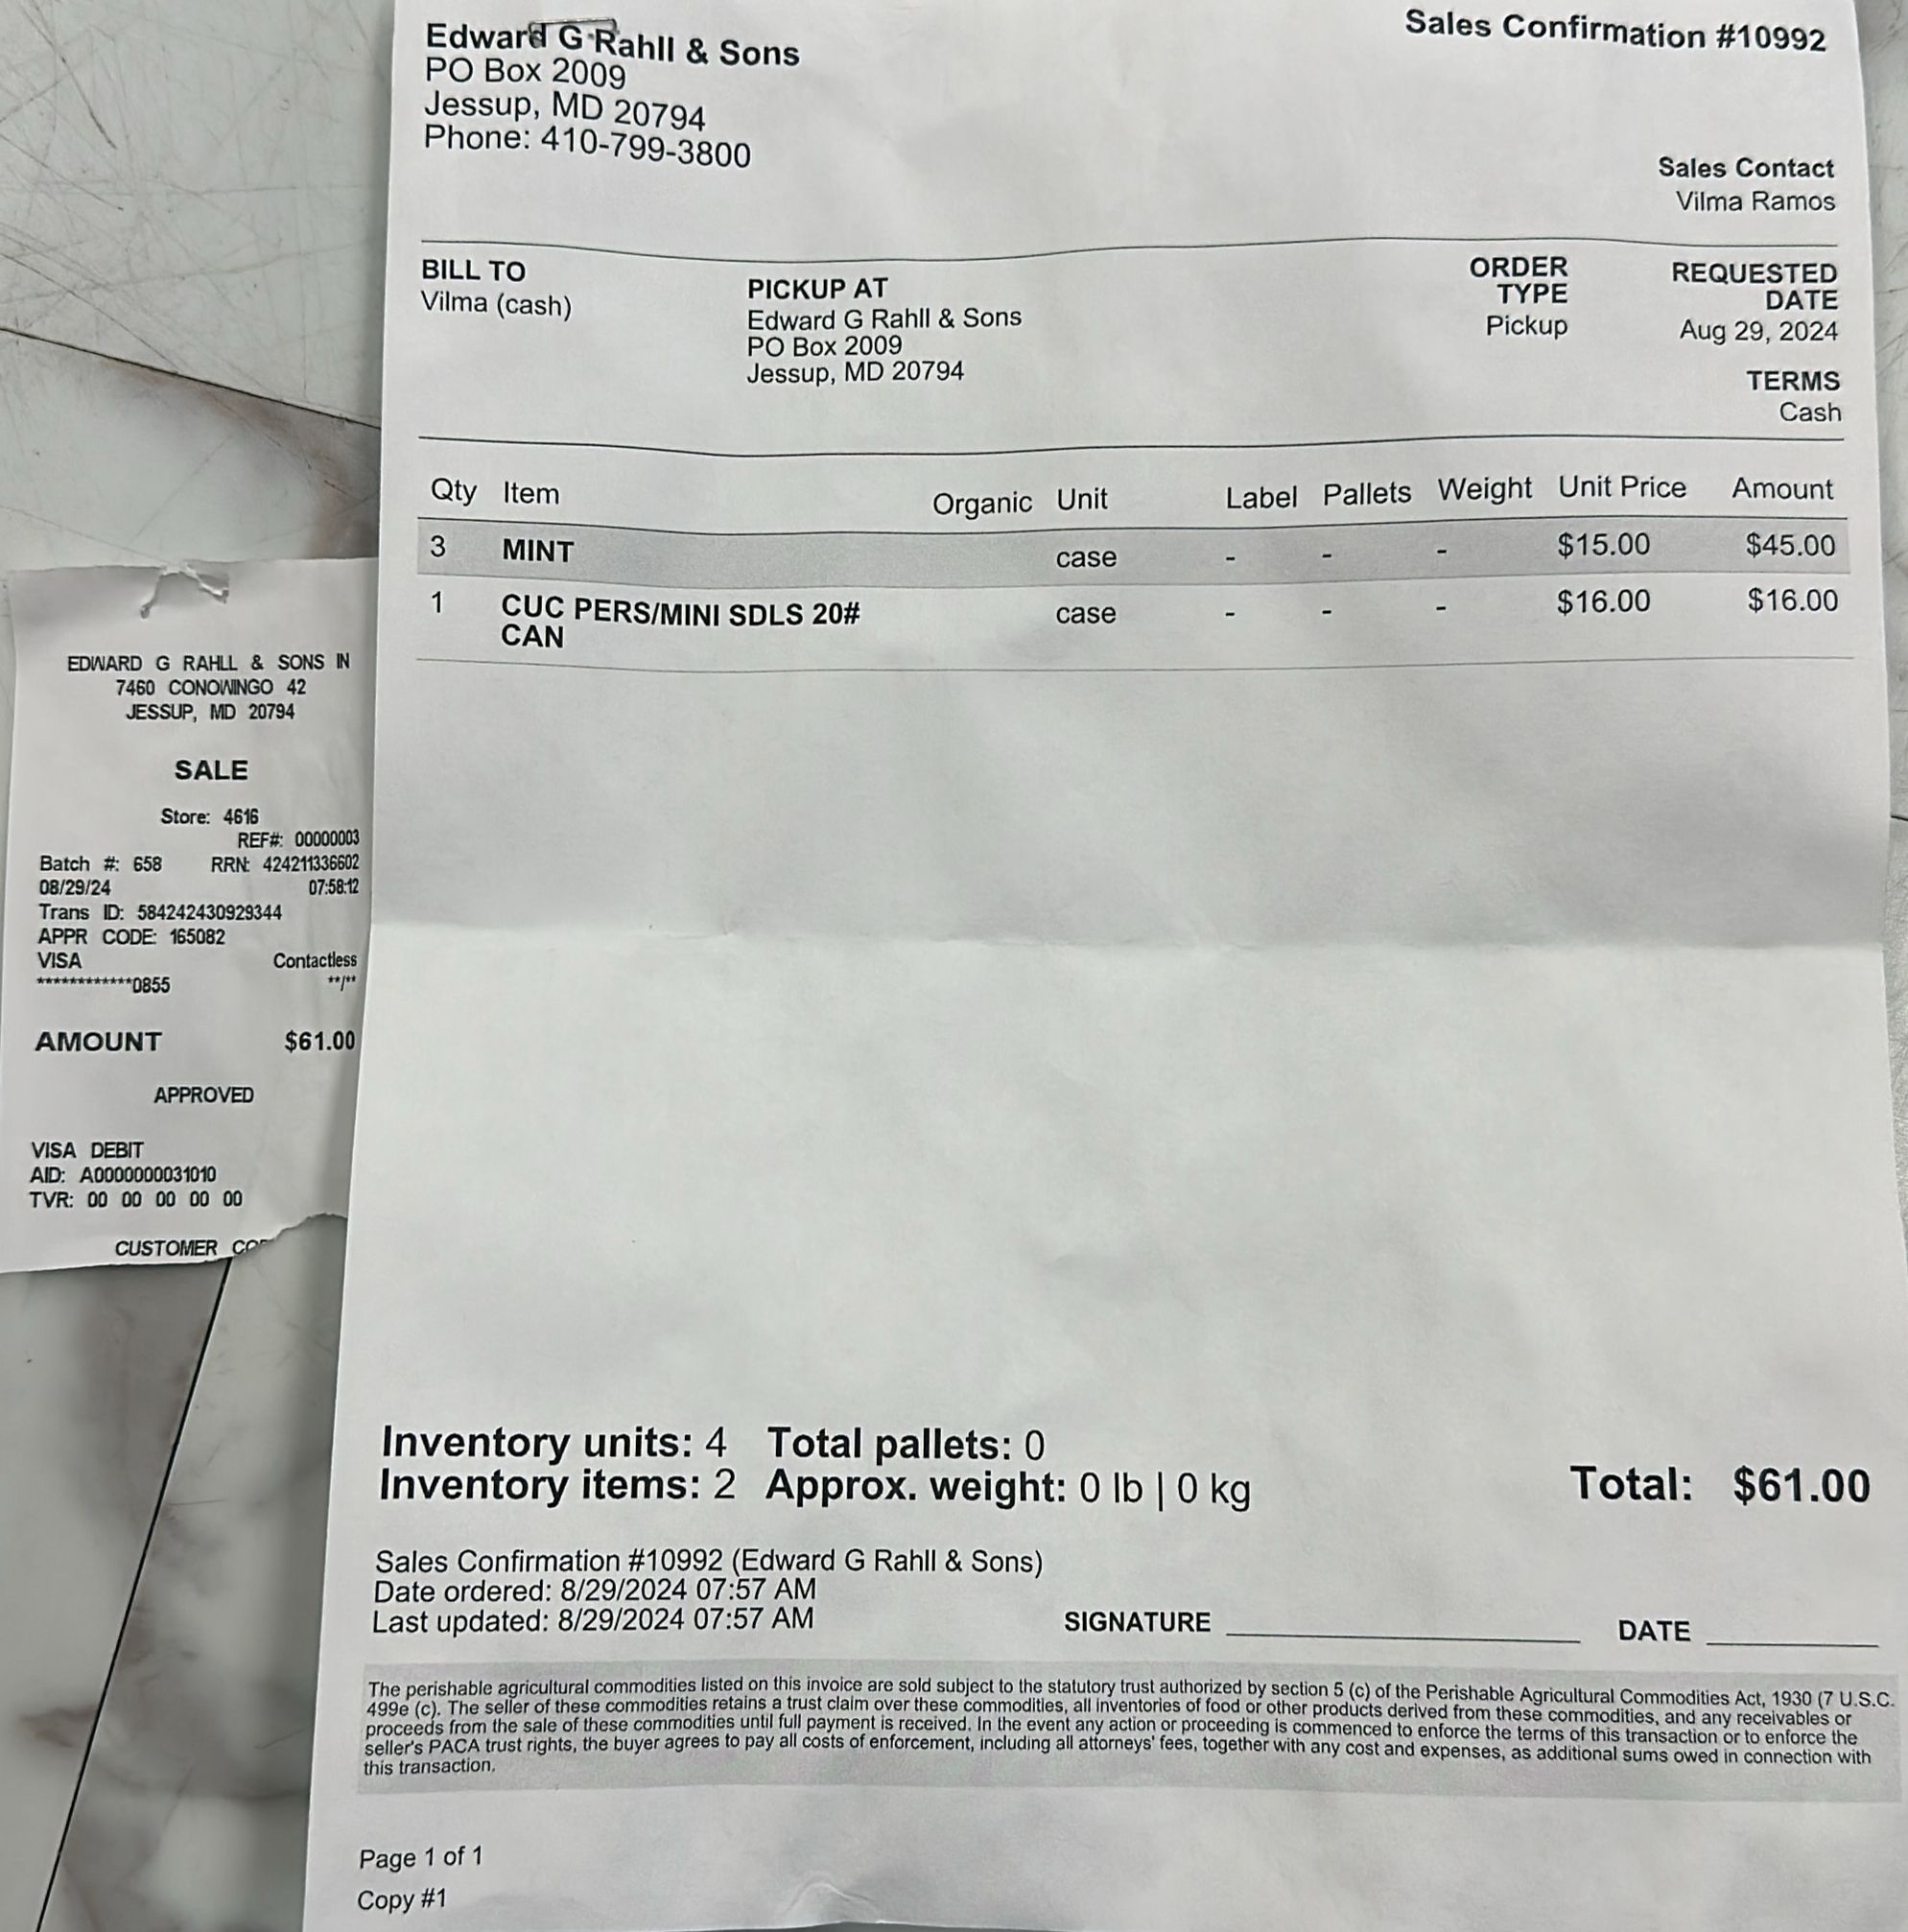 Edward G Rahll & Sons
PO Box 2009
Jessup, MD 20794
Phone: 410-799-3800
Sales Confirmation #10992
Sales Contact
Vilma Ramos
BILL TO
Vilma (cash)
PICKUP AT
Edward G Rahll & Sons
PO Box 2009
Jessup, MD 20794
ORDER
TYPE
Pickup
REQUESTED
DATE
Aug 29, 2024
TERMS
Cash
Qty Item Organic Unit Label Pallets Weight Unit Price Amount
3 MINT case - - - $15.00 $45.00
1 CUC PERS/MINI SDLS 20# case - - - $16.00 $16.00
CAN
Inventory units: 4 Total pallets: 0
Inventory items: 2 Approx. weight: 0 lb | 0 kg
Total: $61.00
Sales Confirmation #10992 (Edward G Rahll & Sons)
Date ordered: 8/29/2024 07:57 AM
Last updated: 8/29/2024 07:57 AM
SIGNATURE DATE
The perishable agricultural commodities listed on this invoice are sold subject to the statutory trust authorized by section 5 (c) of the Perishable Agricultural Commodities Act, 1930 (7 U.S.C.
499e (c). The seller of these commodities retains a trust claim over these commodities, all inventories of food or other products derived from these commodities, and any receivables or
proceeds from the sale of these commodities until full payment is received. In the event any action or proceeding is commenced to enforce the terms of this transaction or to enforce the
seller's PACA trust rights, the buyer agrees to pay all costs of enforcement, including all attorneys' fees, together with any cost and expenses, as additional sums owed in connection with
this transaction.
Page 1 of 1
Copy #1
EDWARD G RAHLL & SONS IN
7460 CONOWINGO 42
JESSUP, MD 20794
SALE
Store: 4616
REF#: 00000003
Batch #: 658 RRN: 424211336602
08/29/24 07:58:12
Trans ID: 584242430929344
APPR CODE: 165082
VISA Contactless
************0855 **/**
AMOUNT $61.00
APPROVED
VISA DEBIT
AID: A0000000031010
TVR: 00 00 00 00 00
CUSTOMER